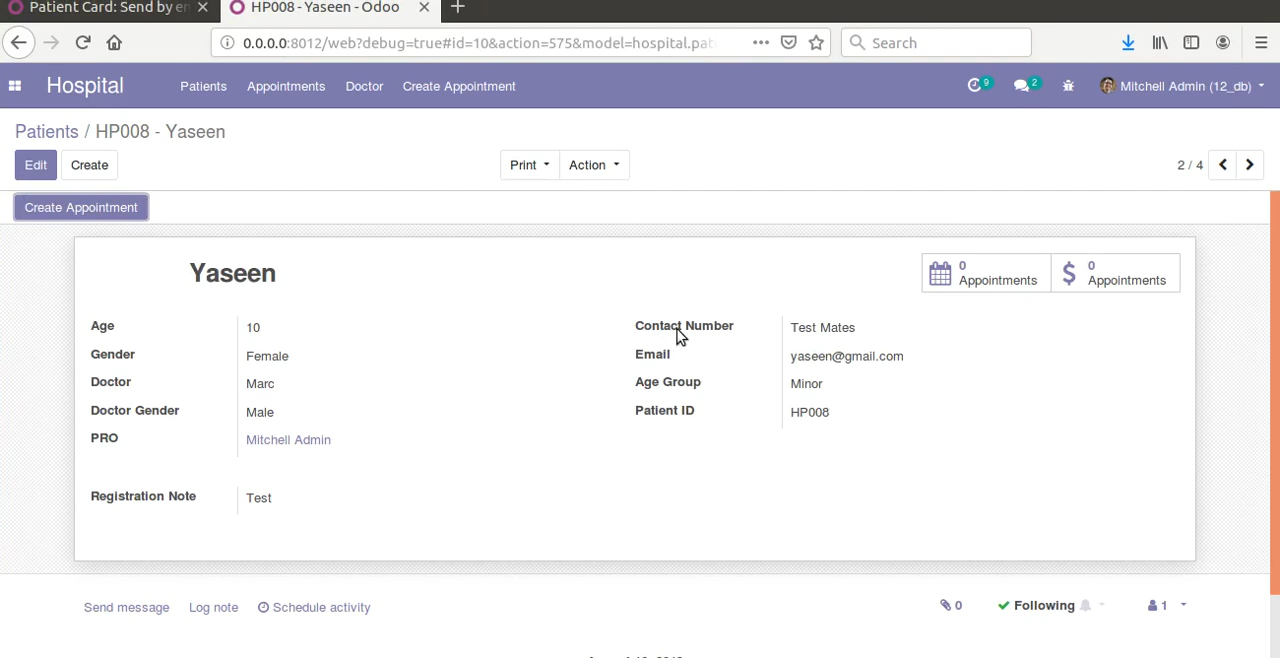 Patient Card: Send by en
HP008 - Yaseen - Odoo
0.0.0.0:8012/web?debug=true#id=10&action=575&model=hospital.pat
Search
Hospital Patients Appointments Doctor Create Appointment 9 2 Mitchell Admin (12_db)
Patients / HP008 - Yaseen
Edit Create Print Action 2 / 4
Create Appointment
Yaseen
0 Appointments
$ 0 Appointments
Age 10
Gender Female
Doctor Marc
Doctor Gender Male
PRO Mitchell Admin
Contact Number Test Mates
Email yaseen@gmail.com
Age Group Minor
Patient ID HP008
Registration Note Test
Send message Log note Schedule activity 0 Following 1